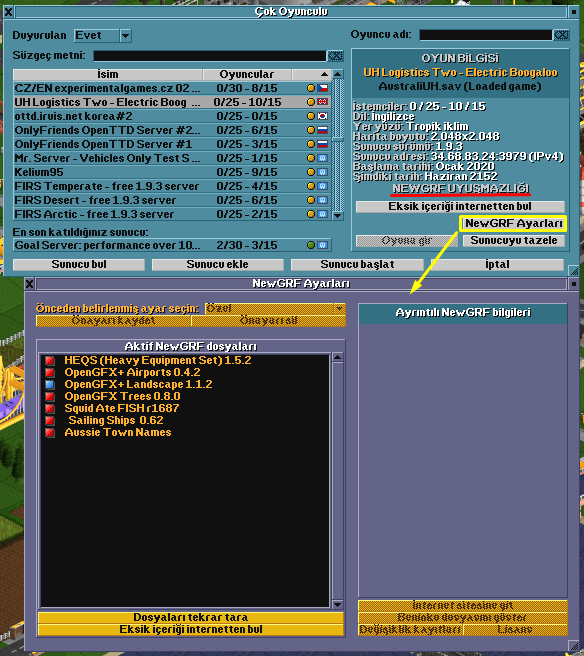 Çok Oyunculu
Duyurulan Evet
Oyuncu adı:
Süzgeç metni:
İsim Oyuncular
CZ/EN experimentalgames.cz 02 ... 0/30 - 8/15
UH Logistics Two - Electric Boog ... 0/25 - 10/15
ottd.iruis.net korea #2 0/25 - 0/15
OnlyFriends OpenTTD Server #2... 0/25 - 0/15
OnlyFriends OpenTTD Server #1 0/25 - 3/15
Mr. Server - Vehicles Only Test S ... 0/25 - 1/15
Kelium95 0/25 - 9/15
FIRS Temperate - free 1.9.3 server 0/25 - 4/15
FIRS Desert - free 1.9.3 server 0/25 - 6/15
FIRS Arctic - free 1.9.3 server 0/25 - 2/15
En son katıldığınız sunucu:
Goal Server: performance over 10... 2/30 - 3/15
OYUN BİLGİSİ
UH Logistics Two - Electric Boogaloo
AustraliUH.sav (Loaded game)
İstemciler: 0/25 - 10/15
Dil: İngilizce
Yer yüzü: Tropik iklim
Harita boyutu: 2.048x2.048
Sunucu sürümü: 1.9.3
Sunucu adresi: 34.68.83.24:3979 (IPv4)
Başlama tarihi: Ocak 2020
Şimdiki tarih: Haziran 2152
NEWGRF UYUŞMAZLIĞI
Eksik içeriği internetten bul
NewGRF Ayarları
Oyuna gir Sunucuyu tazele
Sunucu bul Sunucu ekle Sunucu başlat İptal
NewGRF Ayarları
Önceden belirlenmiş ayar seçin: Özel
Önayarı kaydet Önayarı sil
Aktif NewGRF dosyaları
HEQS (Heavy Equipment Set) 1.5.2
OpenGFX+ Airports 0.4.2
OpenGFX+ Landscape 1.1.2
OpenGFX Trees 0.8.0
Squid Ate FISH r1687
Sailing Ships 0.62
Aussie Town Names
Dosyaları tekrar tara
Eksik içeriği internetten bul
Ayrıntılı NewGRF bilgileri
İnternet sitesine git
Benioku dosyasını göster
Değişiklik kayıtları Lisans